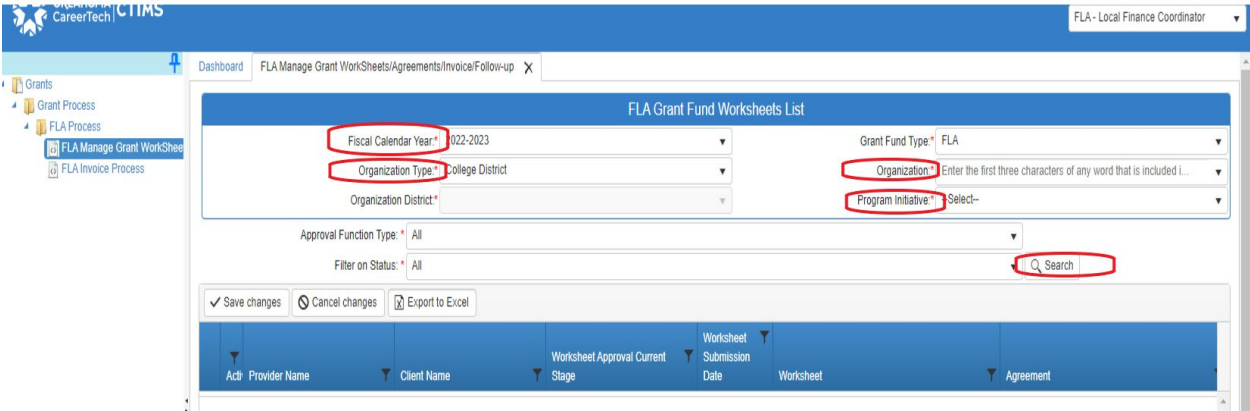 CareerTech CTIMS
FLA - Local Finance Coordinator
Dashboard FLA Manage Grant WorkSheets/Agreements/Invoice/Follow-up X
Grants
Grant Process
FLA Process
FLA Manage Grant WorkShee
FLA Invoice Process
FLA Grant Fund Worksheets List
Fiscal Calendar Year:* 2022-2023 Grant Fund Type:* FLA
Organization Type:* College District Organization:* Enter the first three characters of any word that is included i...
Organization District:* Program Initiative:* --Select--
Approval Function Type: * All
Filter on Status: * All Search
Save changes Cancel changes Export to Excel
Acti Provider Name Client Name Worksheet Approval Current Stage Worksheet Submission Date Worksheet Agreement